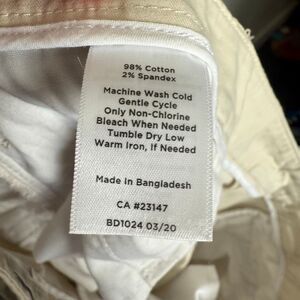 98% Cotton
2% Spandex
Machine Wash Cold
Gentle Cycle
Only Non-Chlorine
Bleach When Needed
Tumble Dry Low
Warm Iron, If Needed
Made in Bangladesh
CA #23147
BD1024 03/20